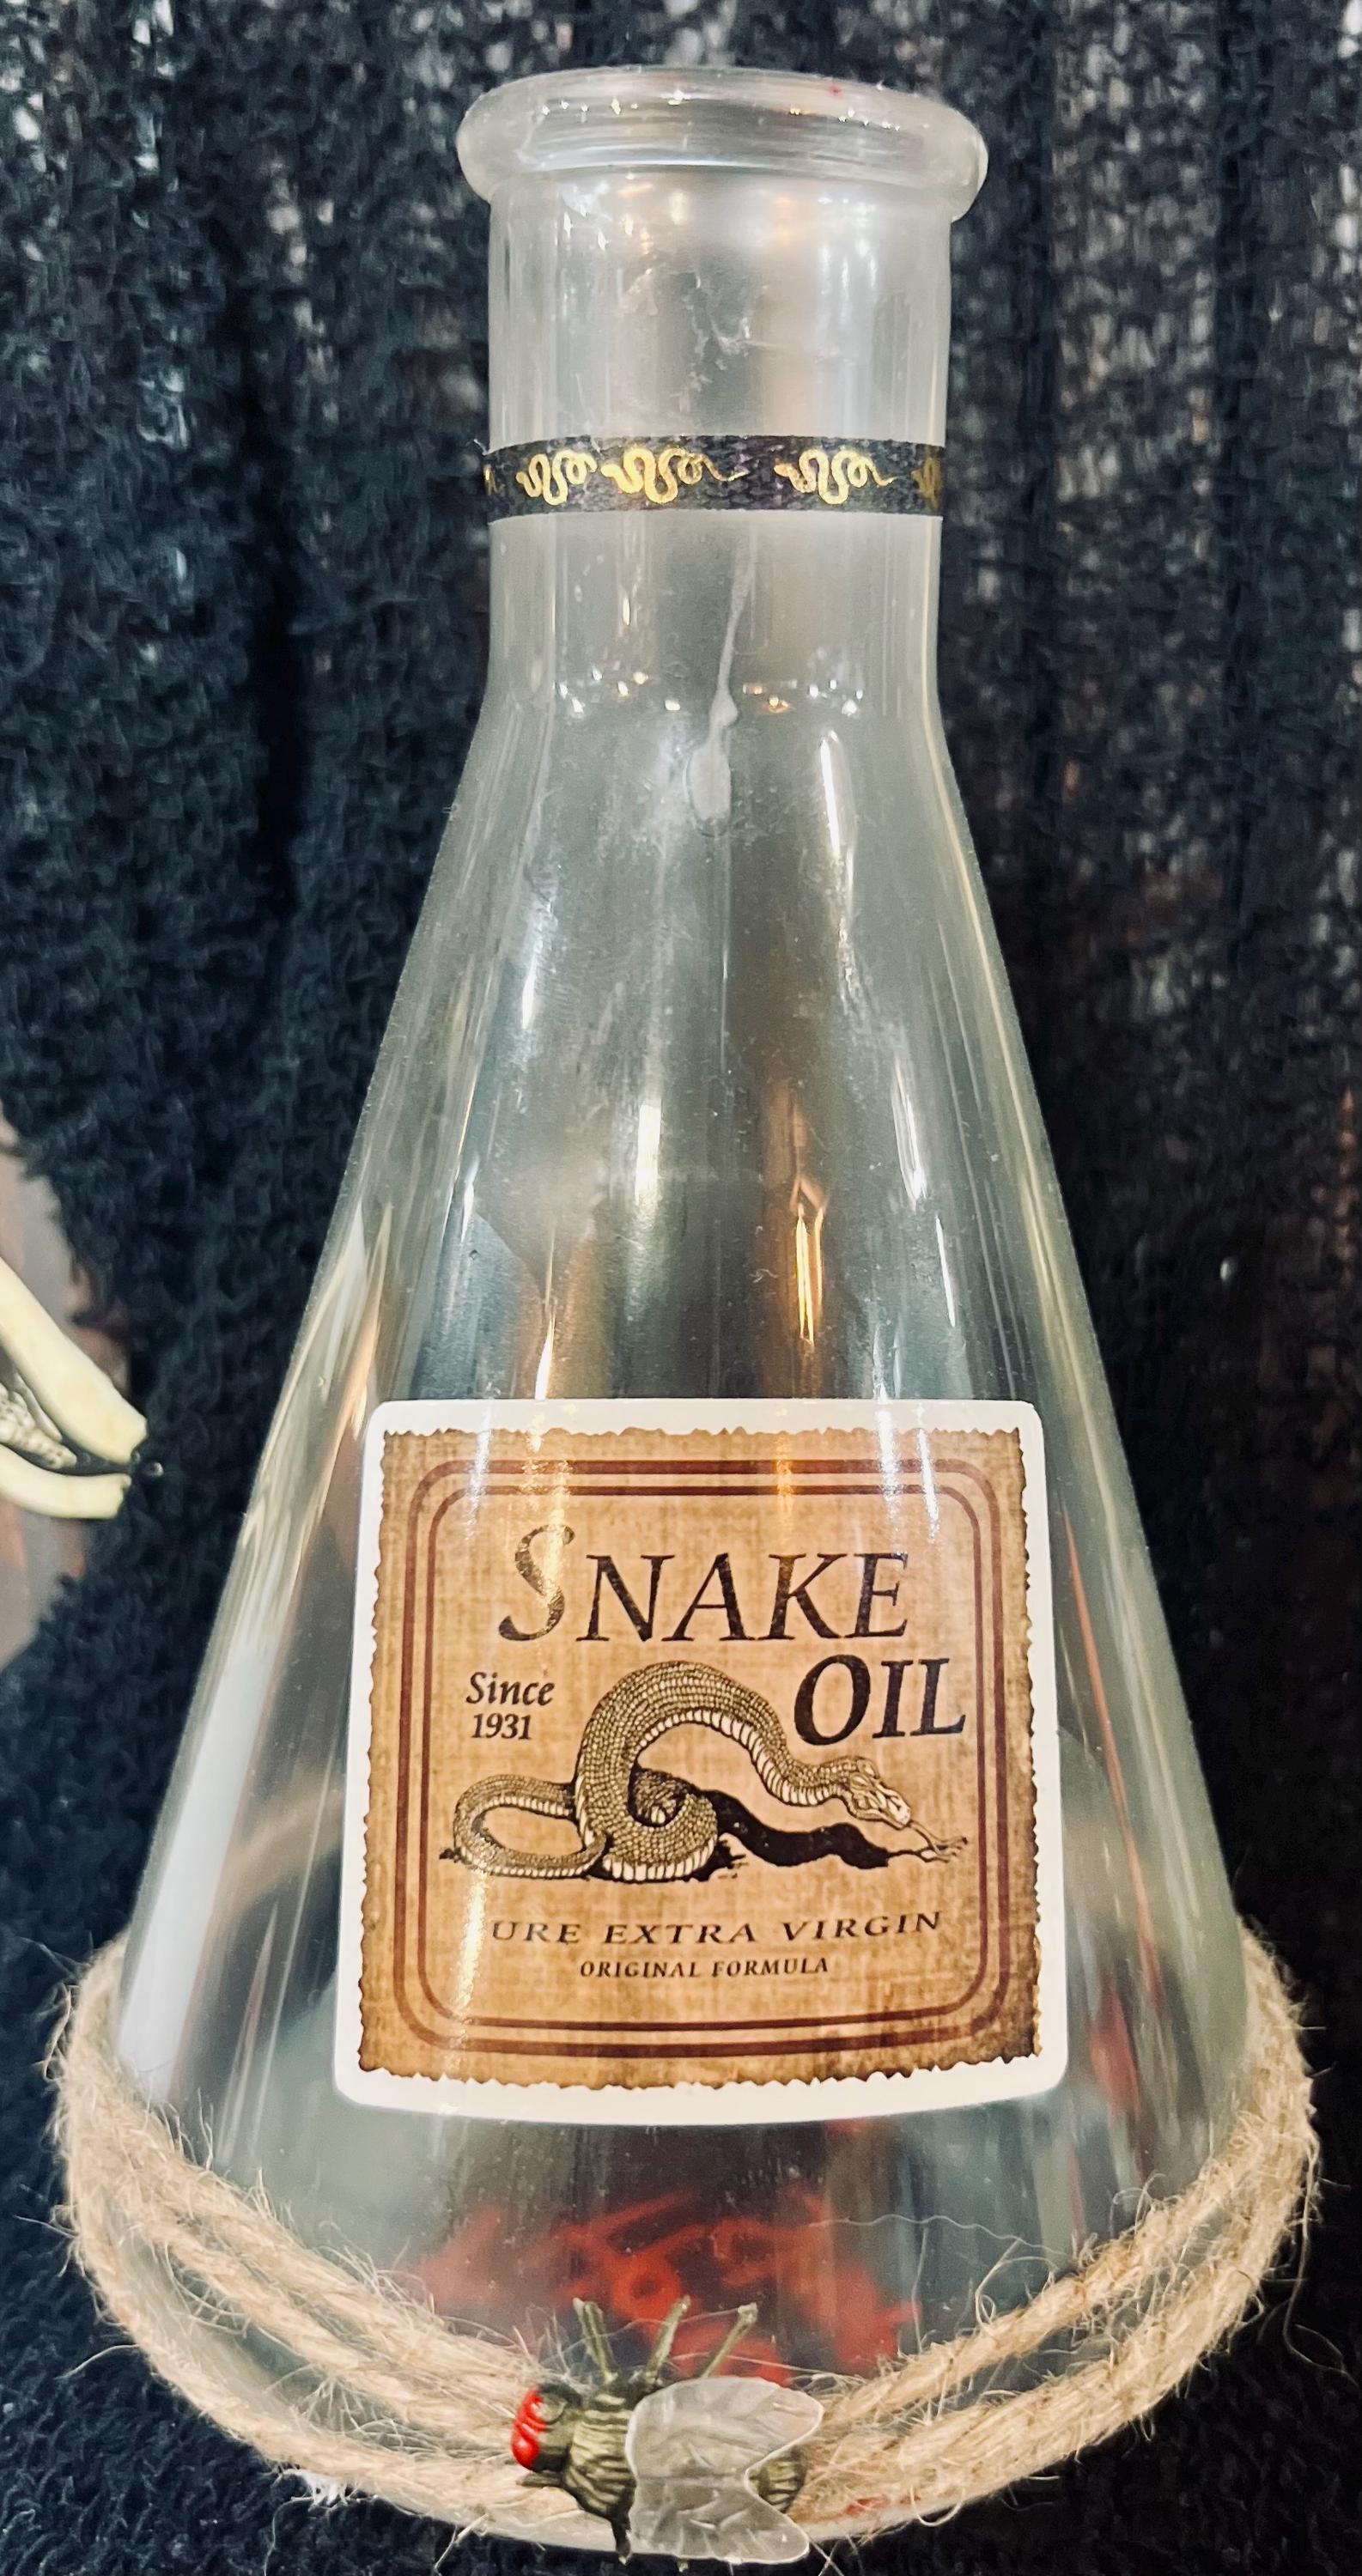 SNAKE
OIL
Since
1931
URE EXTRA VIRGIN
ORIGINAL FORMULA